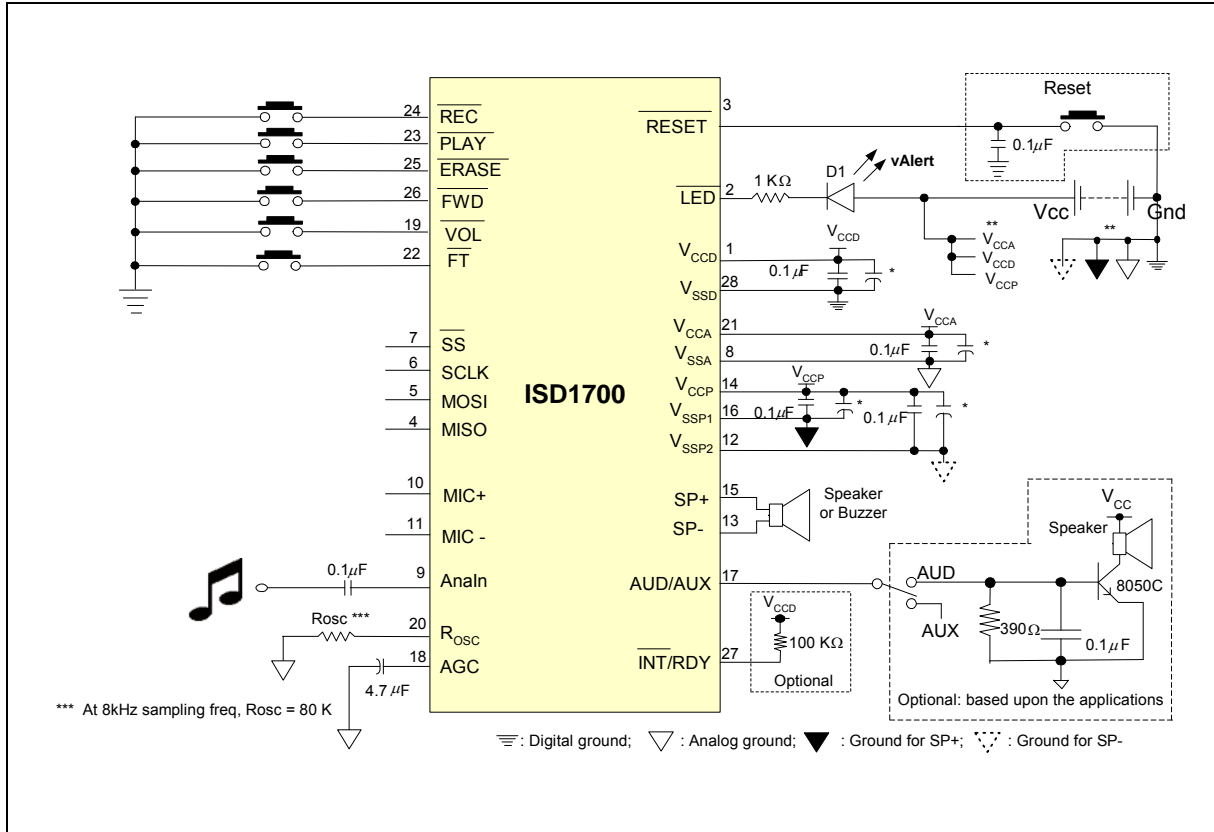 24 REC
23 PLAY
25 ERASE
26 FWD
19 VOL
22 FT
7 SS
6 SCLK
5 MOSI
4 MISO
10 MIC+
11 MIC -
0.1μF 9 AnaIn
Rosc *** 20 ROSC
18 AGC
4.7 μF
*** At 8kHz sampling freq, Rosc = 80 K
ISD1700
RESET 3
Reset
0.1μF
LED 2
1 KΩ
D1
vAlert
Vcc
Gnd
**
VCCA
VCCD
VCCP
**
VCCD 1
VSSD 28
VCCD
0.1μF
*
VCCA 21
VSSA 8
VCCA
0.1μF
*
VCCP 14
VSSP1 16
VSSP2 12
VCCP
0.1μF
*
0.1μF
*
SP+ 15
SP- 13
Speaker
or Buzzer
AUD/AUX 17
AUD
AUX
VCC
Speaker
8050C
390Ω
0.1μF
Optional: based upon the applications
INT/RDY 27
VCCD
100 KΩ
Optional
: Digital ground; : Analog ground; : Ground for SP+; : Ground for SP-